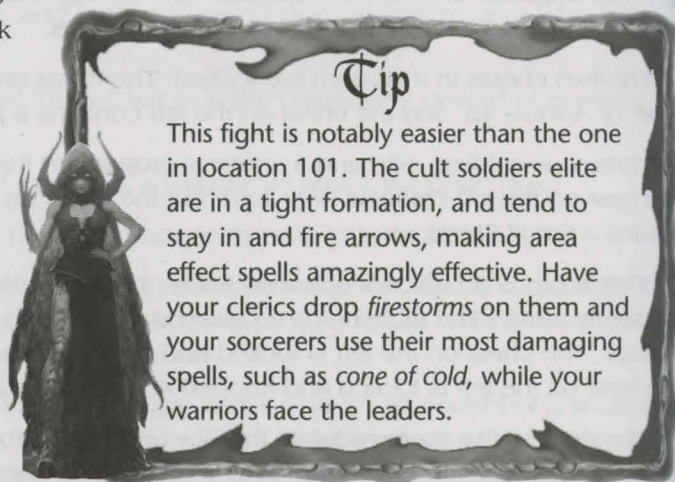 k
Tip
This fight is notably easier than the one
in location 101. The cult soldiers elite
are in a tight formation, and tend to
stay in and fire arrows, making area
effect spells amazingly effective. Have
your clerics drop firestorms on them and
your sorcerers use their most damaging
spells, such as cone of cold, while your
warriors face the leaders.